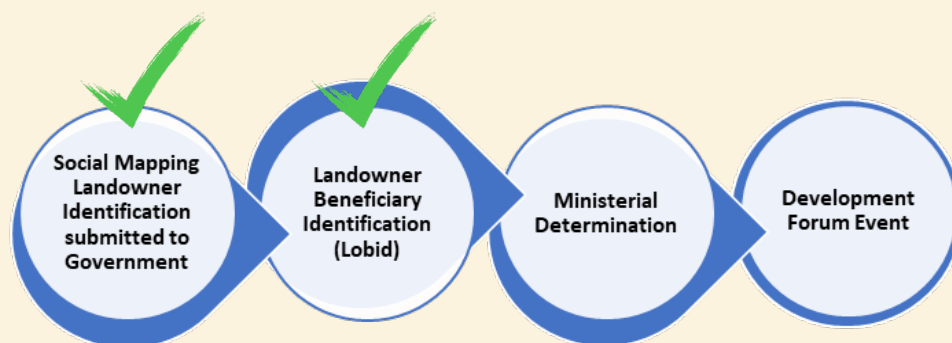 Social Mapping
Landowner
Identification
submitted to
Government
Landowner
Beneficiary
Identification
(Lobid)
Ministerial
Determination
Development
Forum Event